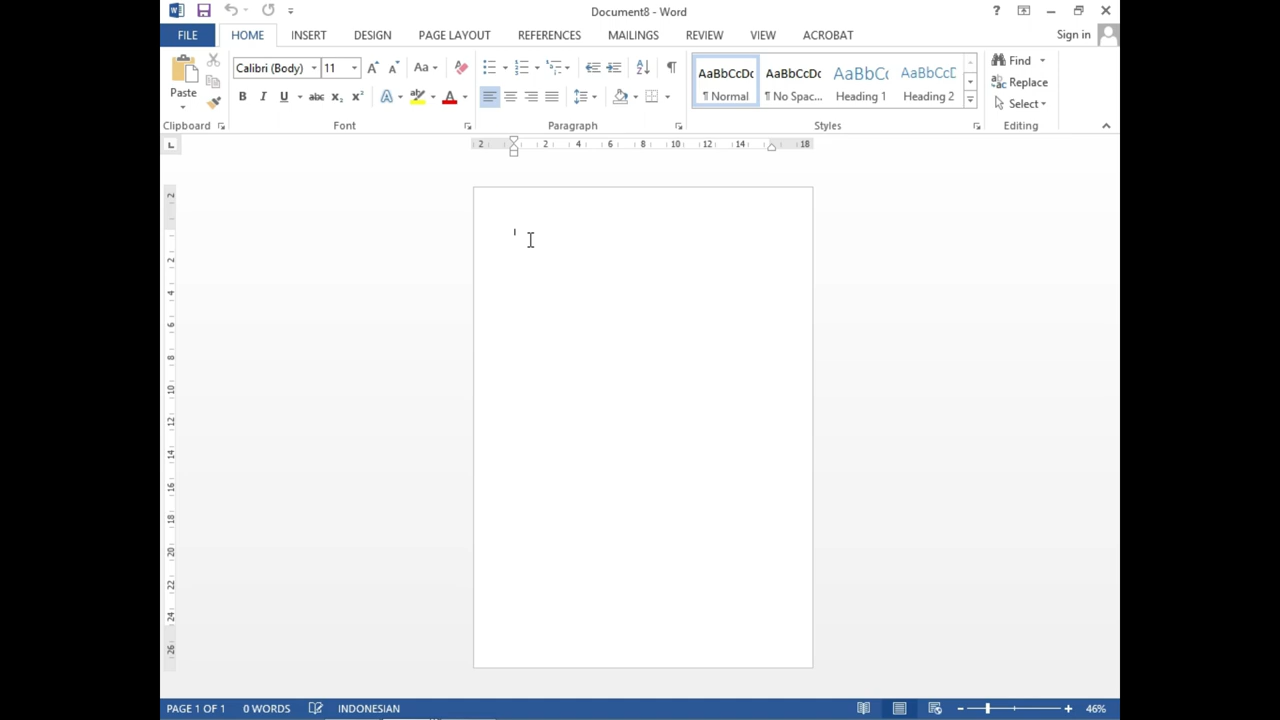 Document8 - Word
?
FILE HOME INSERT DESIGN PAGE LAYOUT REFERENCES MAILINGS REVIEW VIEW ACROBAT Sign in
Calibri (Body) 11 Aa AaBbCcDc AaBbCcDc AaBbCc AaBbCcD Find
Paste B I U abc x₂ x² A ab A ¶ Normal ¶ No Spac... Heading 1 Heading 2 Replace
Select
Clipboard Font Paragraph Styles Editing
2 2 4 6 8 10 12 14 18
2
2
4
6
8
10
12
14
16
18
20
22
24
26
PAGE 1 OF 1 0 WORDS INDONESIAN 46%